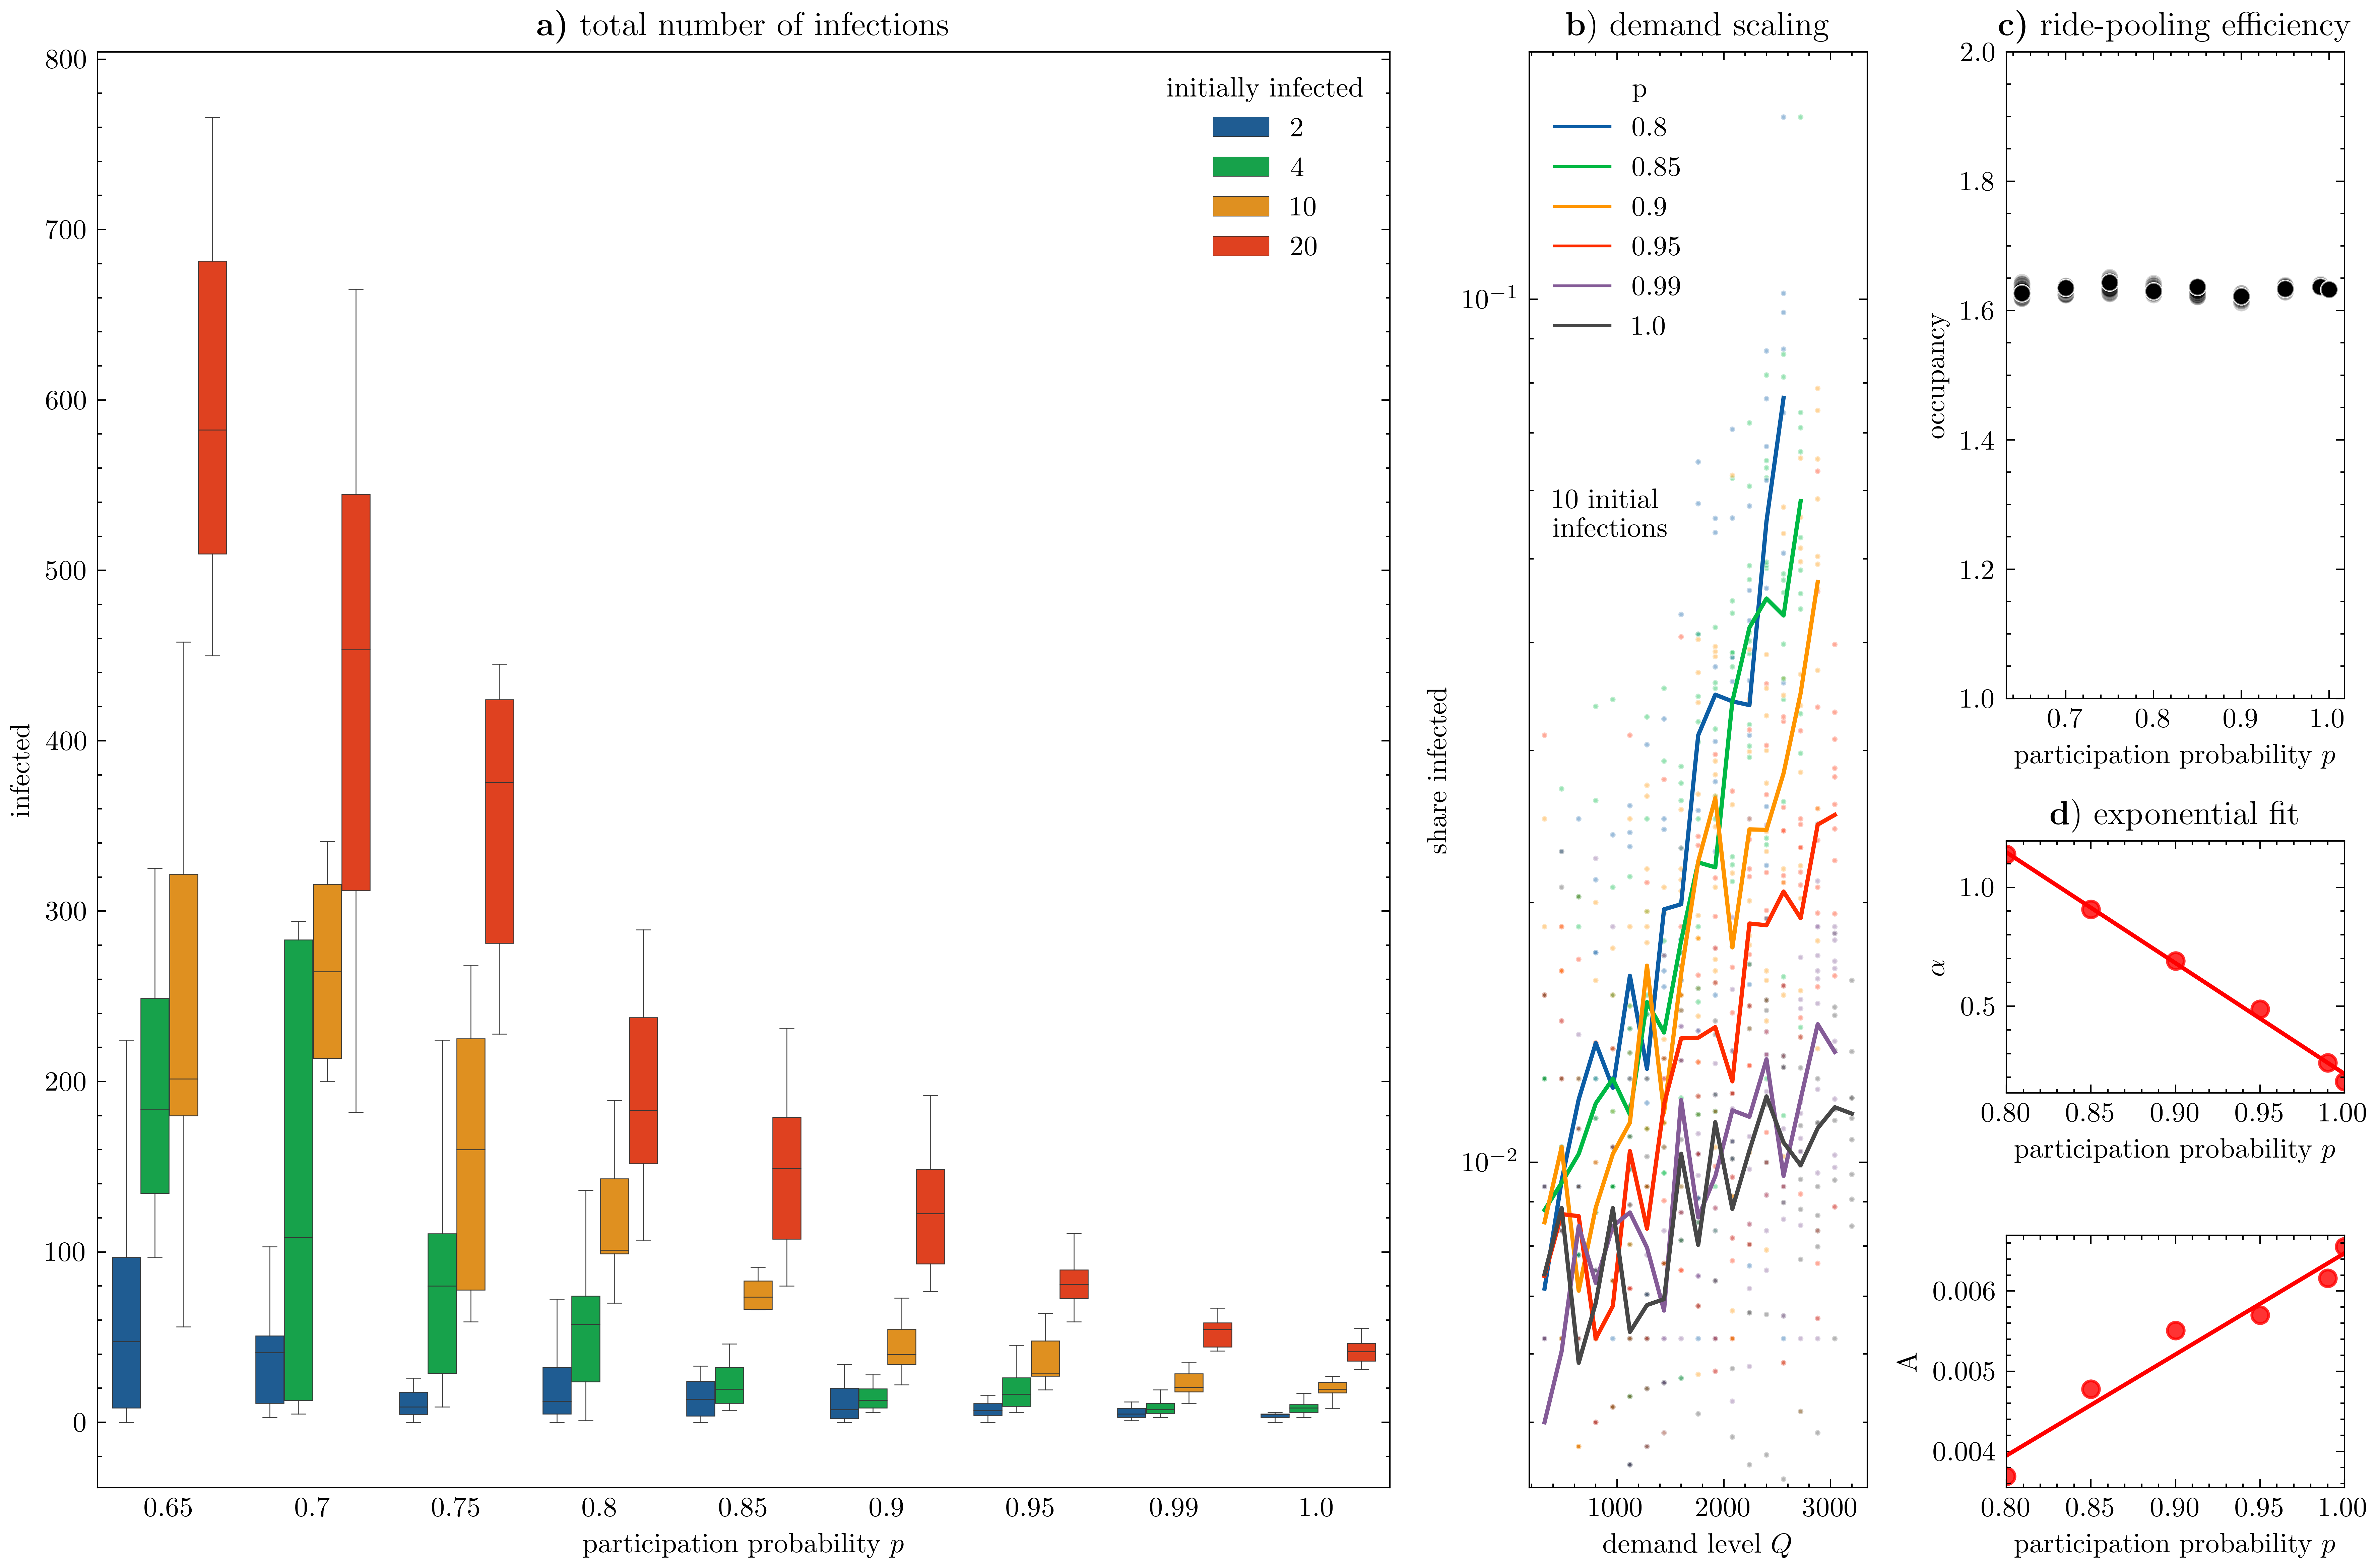 a) total number of infections
800
700
600
500
400
300
200
100
0
infected
initially infected
2
4
10
20
0.65 0.7 0.75 0.8 0.85 0.9 0.95 0.99 1.0
participation probability p
b) demand scaling
p
0.8
0.85
0.9
0.95
0.99
1.0
10 initial
infections
10⁻¹
10⁻²
share infected
1000 2000 3000
demand level Q
c) ride-pooling efficiency
2.0
1.8
1.6
1.4
1.2
1.0
occupancy
0.7 0.8 0.9 1.0
participation probability p
d) exponential fit
1.0
0.5
α
0.80 0.85 0.90 0.95 1.00
participation probability p
0.006
0.005
0.004
A
0.80 0.85 0.90 0.95 1.00
participation probability p